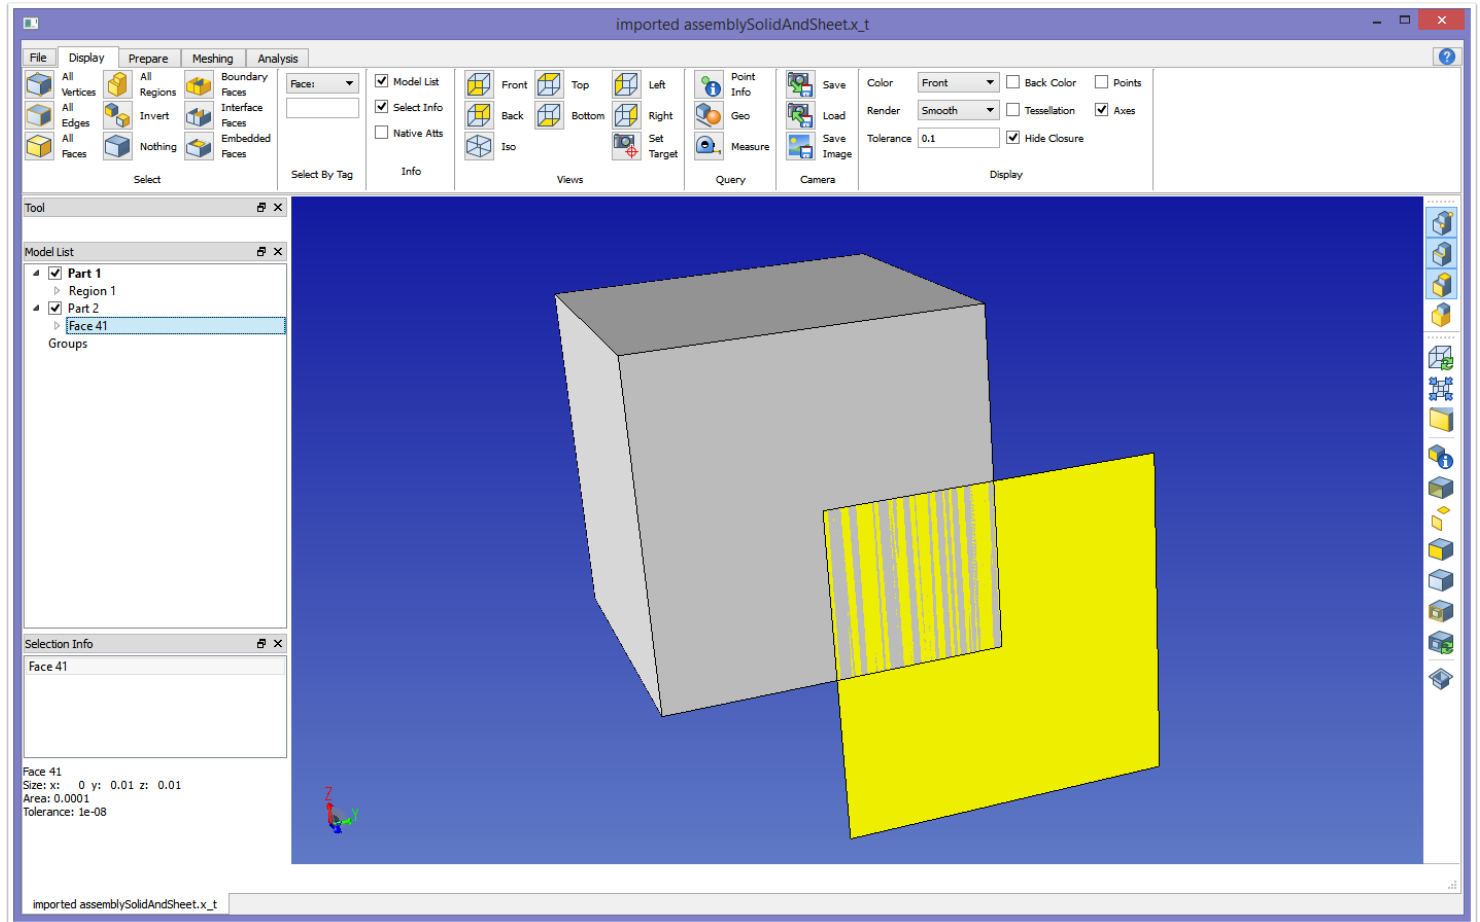 imported assemblySolidAndSheet.x_t
File Display Prepare Meshing Analysis
All Vertices
All Regions
Boundary Faces
All Edges
Invert
Interface Faces
All Faces
Nothing
Embedded Faces
Select
Face:
Select By Tag
Model List
Select Info
Native Atts
Info
Front Top Left
Back Bottom Right
Iso Set Target
Views
Point Info
Geo
Measure
Query
Save
Load
Save Image
Camera
Color Front Back Color Points
Render Smooth Tessellation Axes
Tolerance 0.1 Hide Closure
Display
Tool
Model List
Part 1
Region 1
Part 2
Face 41
Groups
Selection Info
Face 41
Face 41
Size: x: 0 y: 0.01 z: 0.01
Area: 0.0001
Tolerance: 1e-08
Z
Y
imported assemblySolidAndSheet.x_t